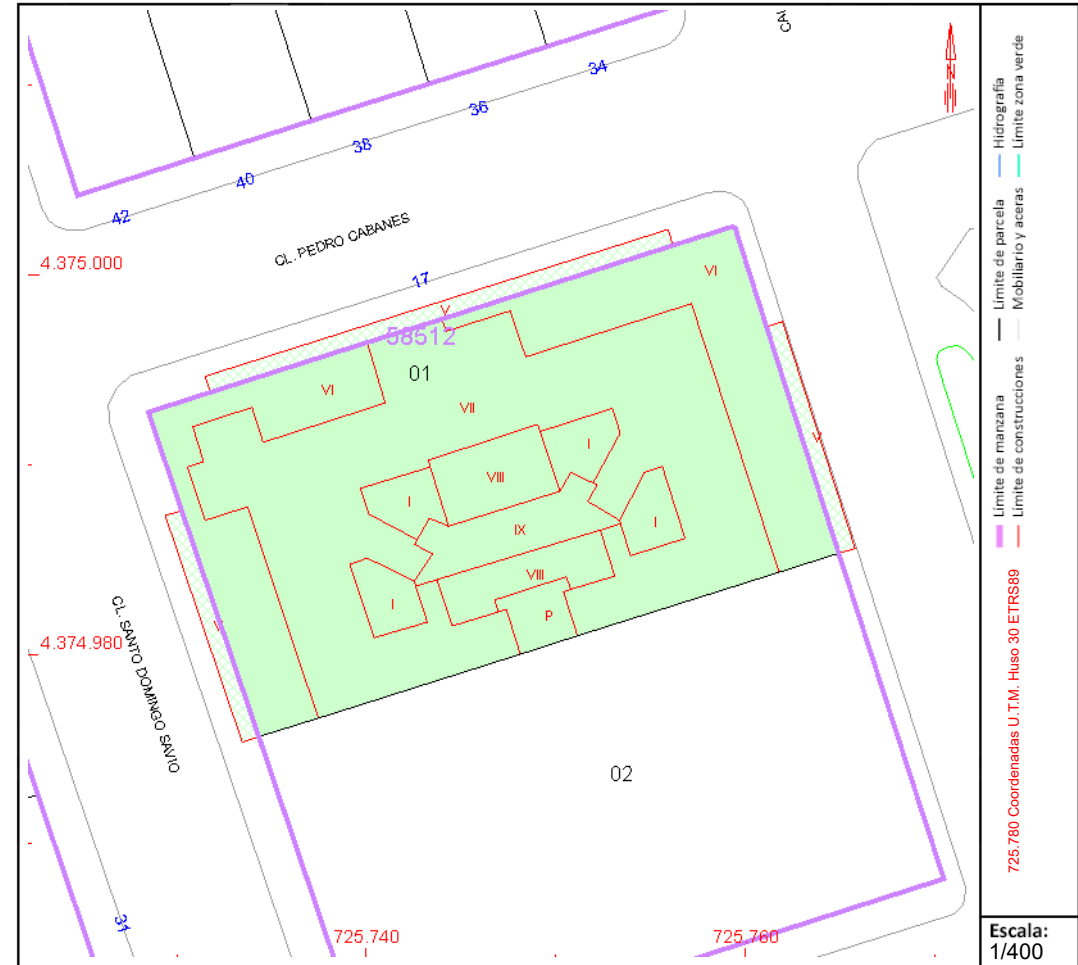 CA
34
36
38
40
42
CL. PEDRO CABANES
17
4.375.000
58512
01
V
VI
VI
VII
V
I
VIII
I
IX
I
VIII
I
P
V
4.374.980
CL. SANTO DOMINGO SAVIO
02
31
725.740
725.760
N
Hidrografía
Límite zona verde
Límite de parcela
Mobiliario y aceras
Límite de manzana
Límite de construcciones
725.780 Coordenadas U.T.M. Huso 30 ETRS89
Escala:
1/400